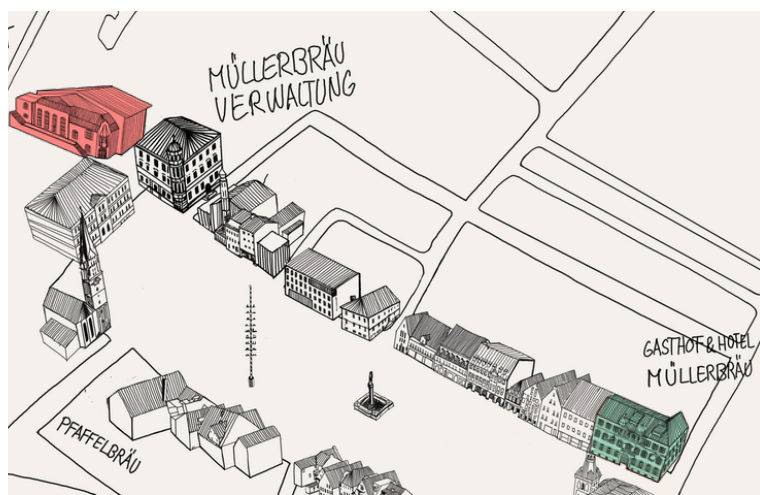 MÜLLERBRÄU
VERWALTUNG
GASTHOF & HOTEL
MÜLLERBRÄU
PFAFFELBRÄU